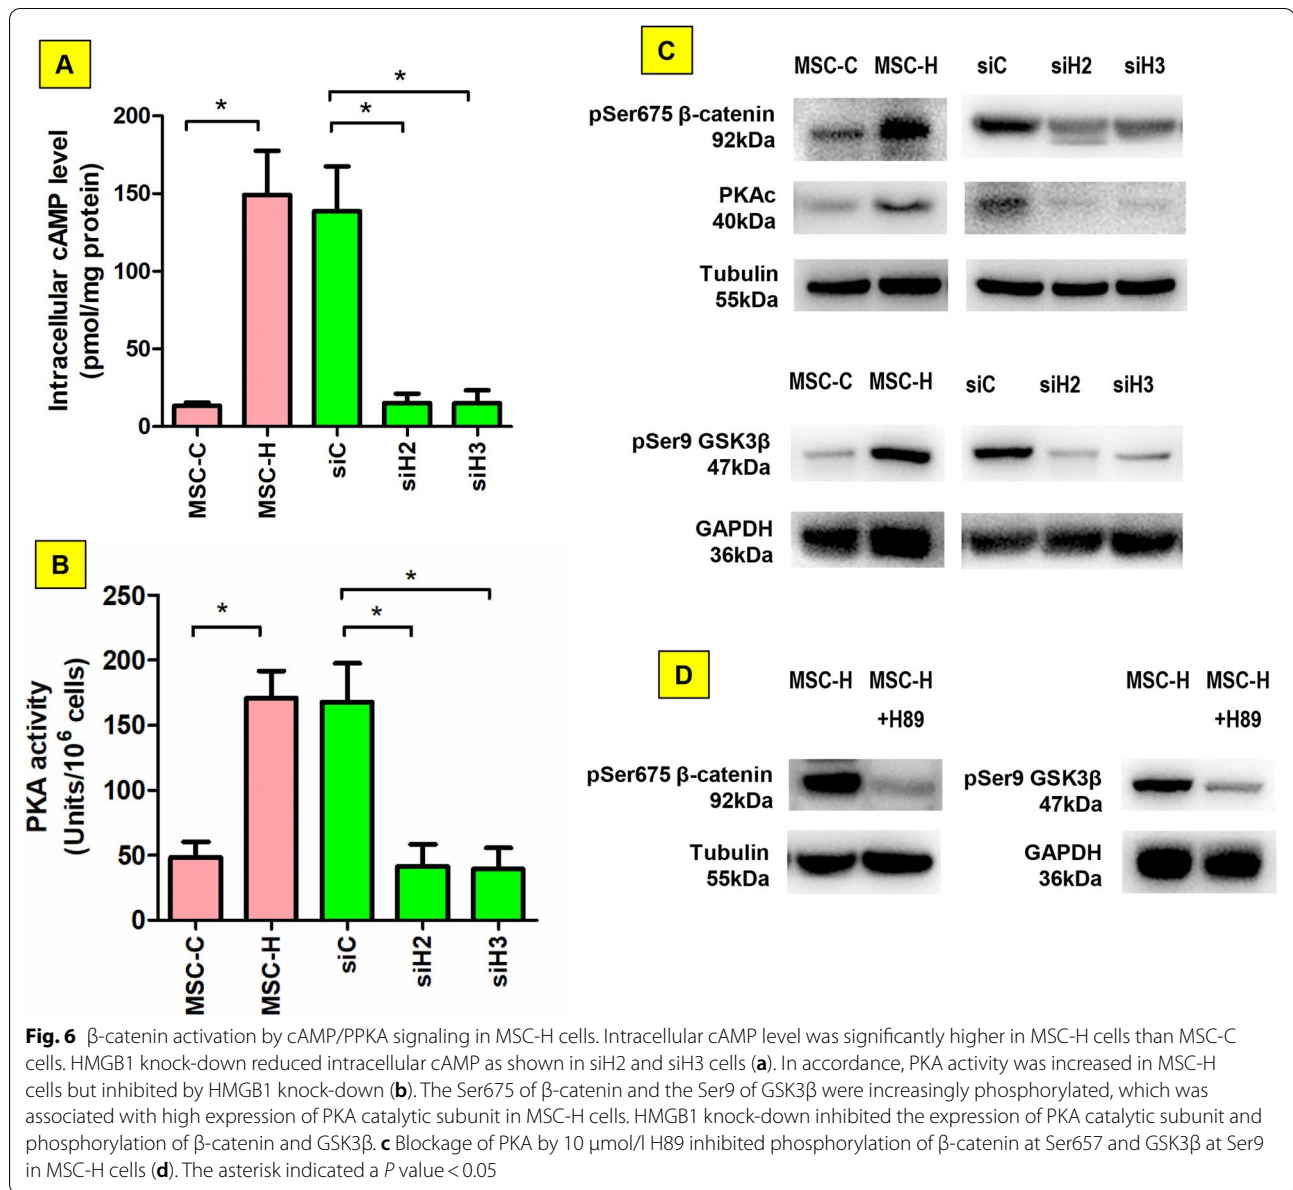 A
Intracellular cAMP level
(pmol/mg protein)
200
150
100
50
0
*
*
*
MSC-C
MSC-H
siC
siH2
siH3
B
PKA activity
(Units/10⁶ cells)
250
200
150
100
50
0
*
*
*
MSC-C
MSC-H
siC
siH2
siH3
C
MSC-C MSC-H siC siH2 siH3
pSer675 β-catenin
92kDa
PKAc
40kDa
Tubulin
55kDa
MSC-C MSC-H siC siH2 siH3
pSer9 GSK3β
47kDa
GAPDH
36kDa
D
MSC-H MSC-H
+H89
pSer675 β-catenin
92kDa
Tubulin
55kDa
MSC-H MSC-H
+H89
pSer9 GSK3β
47kDa
GAPDH
36kDa
Fig. 6 β-catenin activation by cAMP/PPKA signaling in MSC-H cells. Intracellular cAMP level was significantly higher in MSC-H cells than MSC-C
cells. HMGB1 knock-down reduced intracellular cAMP as shown in siH2 and siH3 cells (a). In accordance, PKA activity was increased in MSC-H
cells but inhibited by HMGB1 knock-down (b). The Ser675 of β-catenin and the Ser9 of GSK3β were increasingly phosphorylated, which was
associated with high expression of PKA catalytic subunit in MSC-H cells. HMGB1 knock-down inhibited the expression of PKA catalytic subunit and
phosphorylation of β-catenin and GSK3β. c Blockage of PKA by 10 μmol/l H89 inhibited phosphorylation of β-catenin at Ser657 and GSK3β at Ser9
in MSC-H cells (d). The asterisk indicated a P value < 0.05